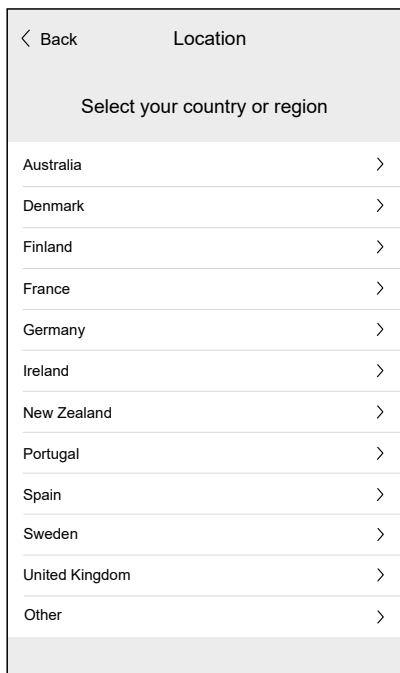 Back Location
Select your country or region
Australia
Denmark
Finland
France
Germany
Ireland
New Zealand
Portugal
Spain
Sweden
United Kingdom
Other